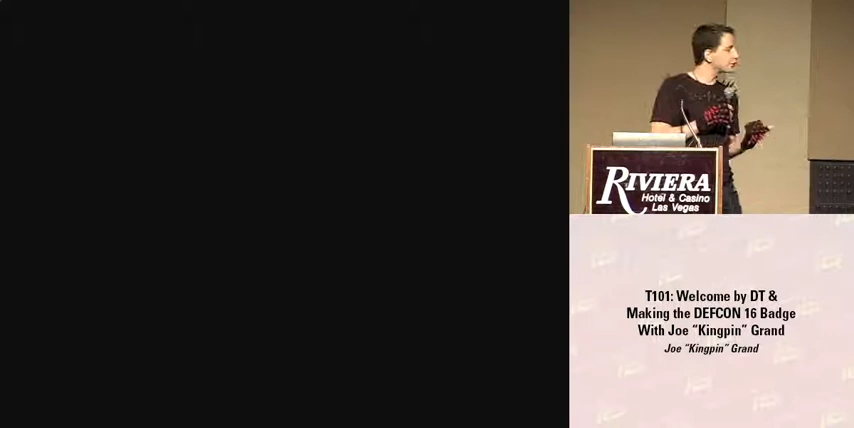 RIVIERA
Hotel & Casino
Las Vegas
T101: Welcome by DT &
Making the DEFCON 16 Badge
With Joe “Kingpin” Grand
Joe “Kingpin” Grand